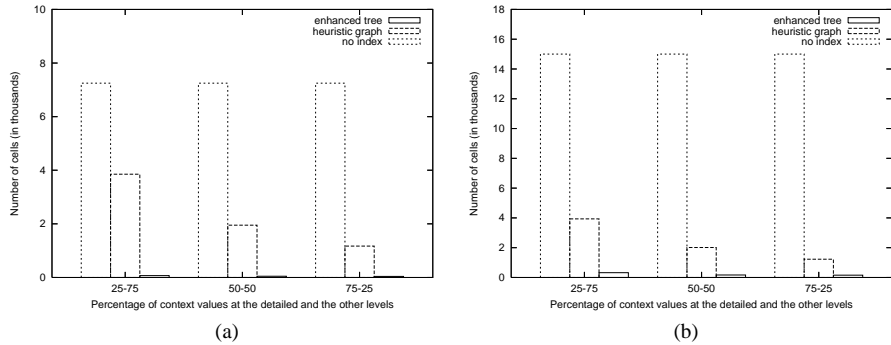 10
8
6
4
2
0
Number of cells (in thousands)
enhanced tree
heuristic graph
no index
25-75
50-50
75-25
Percentage of context values at the detailed and the other levels
(a)
18
16
14
12
10
8
6
4
2
0
Number of cells (in thousands)
enhanced tree
heuristic graph
no index
25-75
50-50
75-25
Percentage of context values at the detailed and the other levels
(b)